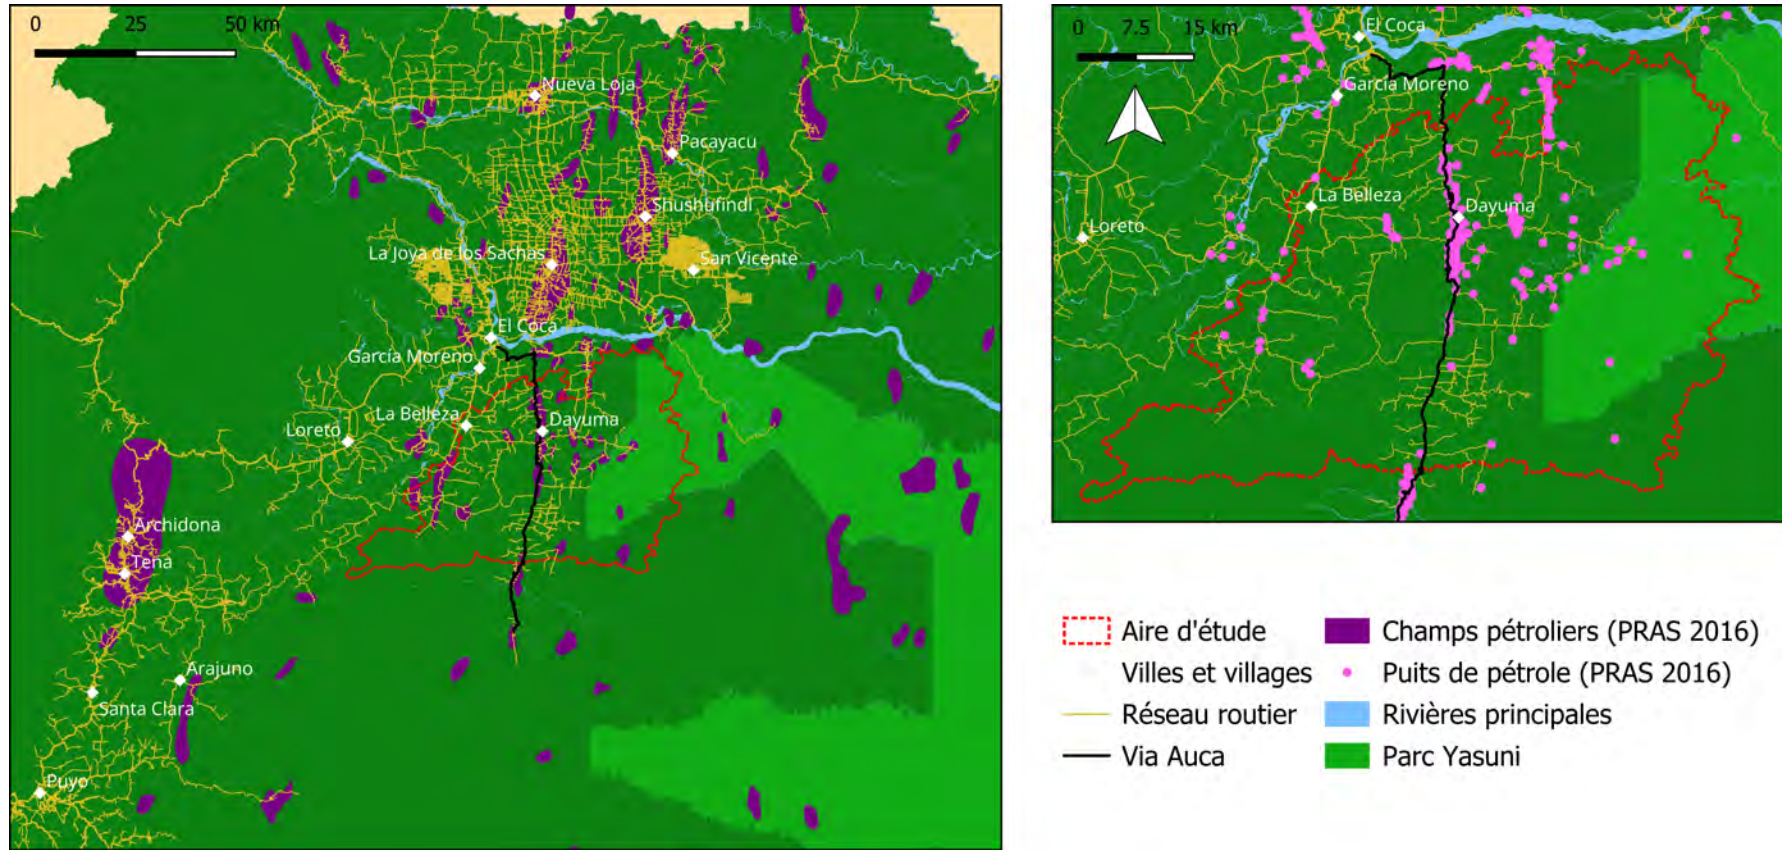 0 25 50 km
Nueva Loja
Pacayacu
Shushufindi
La Joya de los Sachas
San Vicente
El Coca
García Moreno
La Belleza
Loreto
Dayuma
Archidona
Tena
Arajuno
Santa Clara
Puyo
0 7.5 15 km
El Coca
García Moreno
La Belleza
Dayuma
Loreto
Aire d'étude
Villes et villages
Réseau routier
Via Auca
Champs pétroliers (PRAS 2016)
Puits de pétrole (PRAS 2016)
Rivières principales
Parc Yasuni